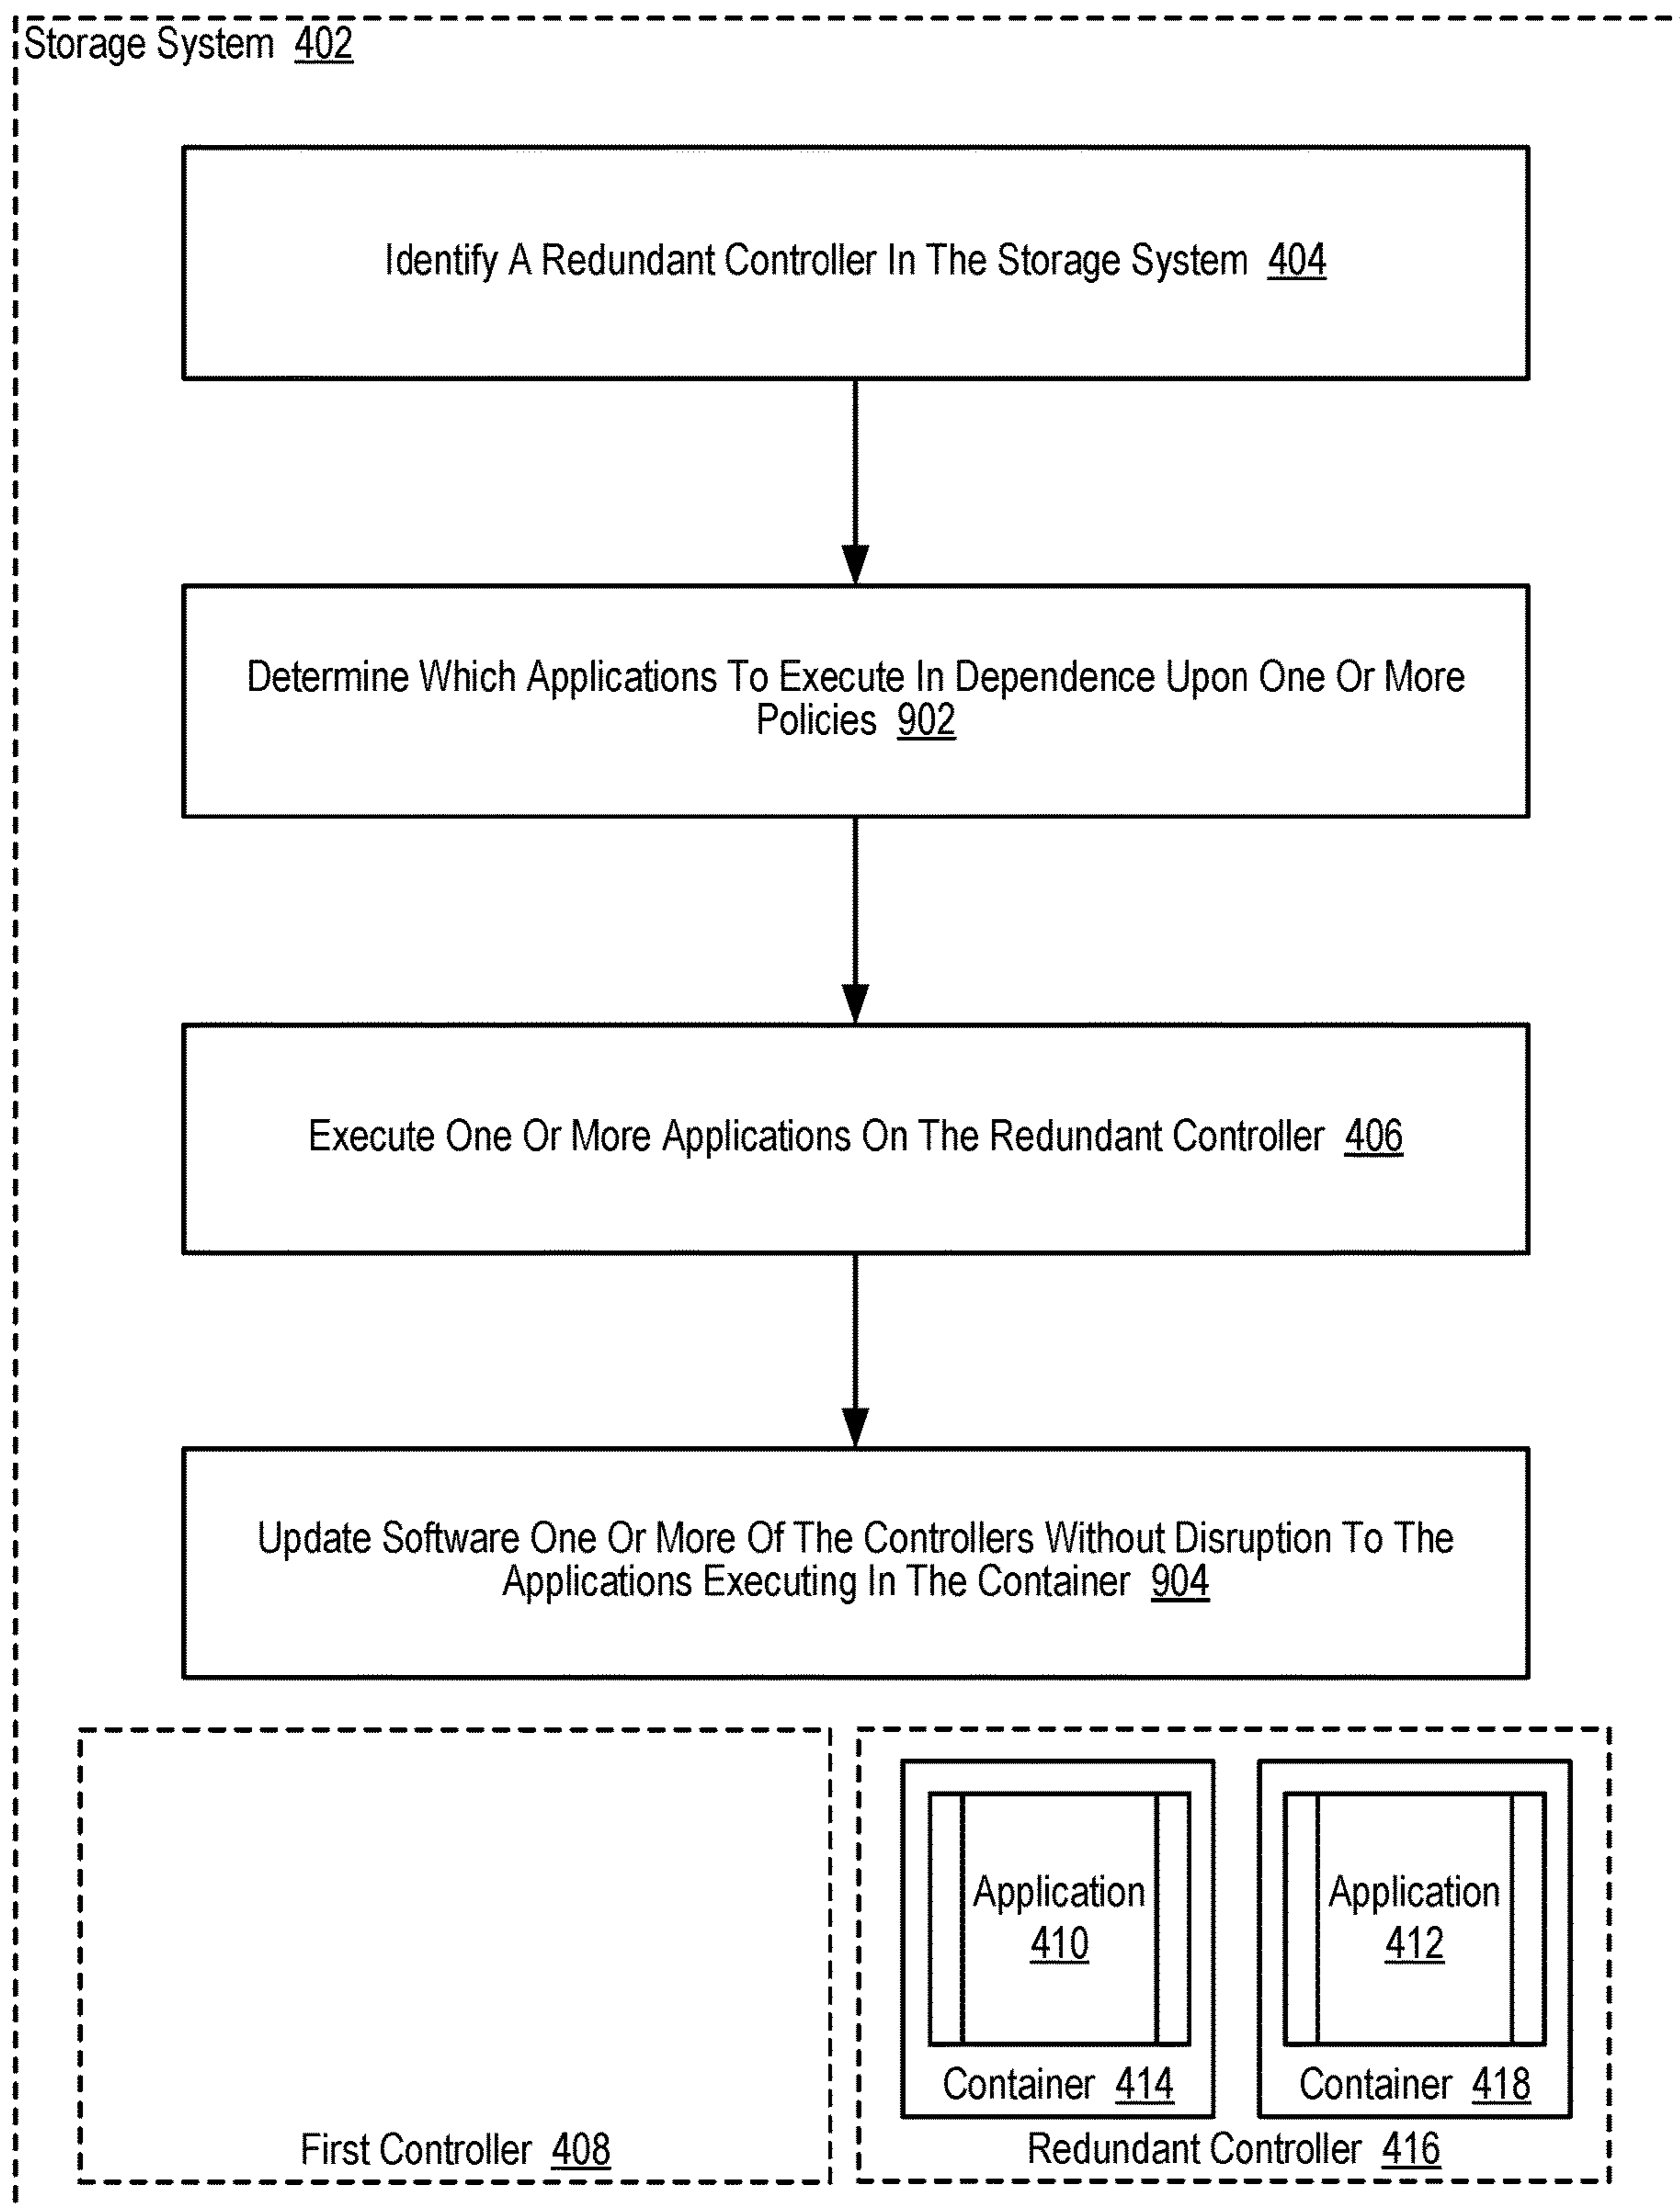 Storage System 402
Identify A Redundant Controller In The Storage System 404
Determine Which Applications To Execute In Dependence Upon One Or More
Policies 902
Execute One Or More Applications On The Redundant Controller 406
Update Software One Or More Of The Controllers Without Disruption To The
Applications Executing In The Container 904
First Controller 408
Application
410
Container 414
Application
412
Container 418
Redundant Controller 416